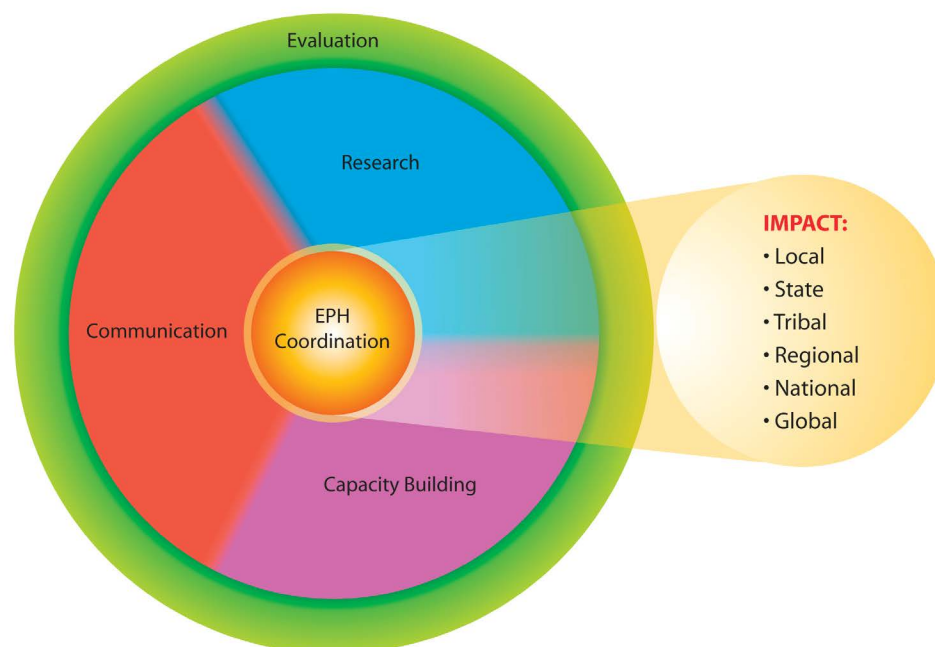 Evaluation
Research
Communication
EPH
Coordination
Capacity Building
IMPACT:
• Local
• State
• Tribal
• Regional
• National
• Global